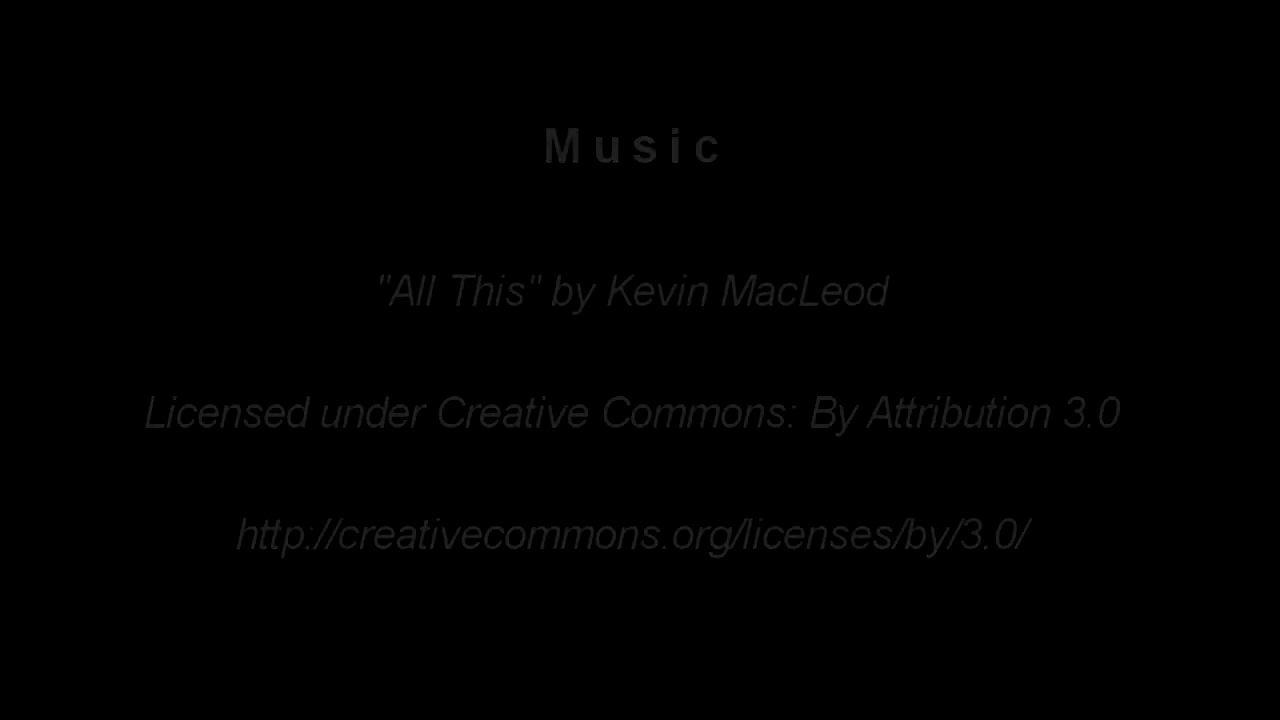 Music
"All This" by Kevin MacLeod
Licensed under Creative Commons: By Attribution 3.0
http://creativecommons.org/licenses/by/3.0/